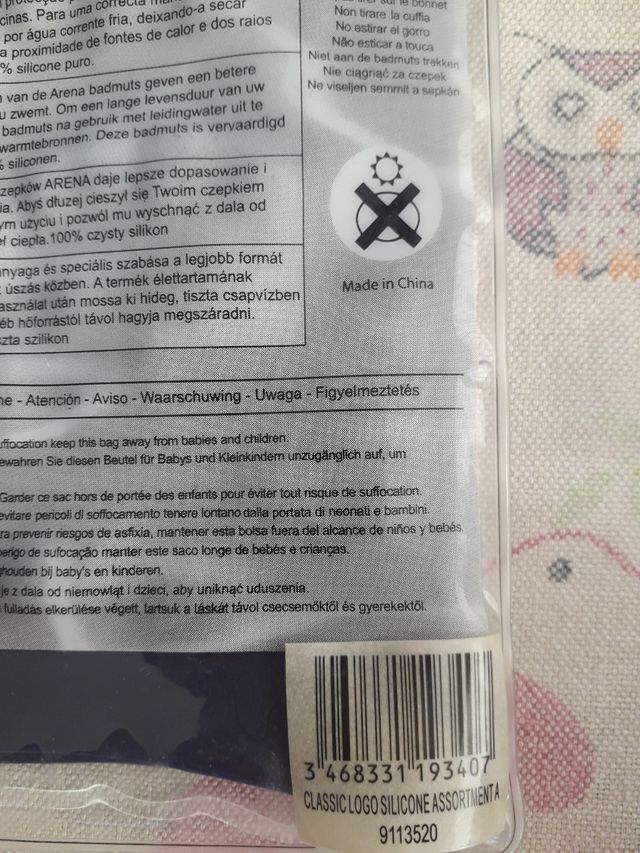 cinas. Para uma correcta
por água corrente fria, deixando-a secar
a proximidade de fontes de calor e dos raios
% silicone puro.
van de Arena badmuts geven een betere
u zwemt. Om een lange levensduur van uw
badmuts na gebruik met leidingwater uit te
warmtebronnen. Deze badmuts is vervaardigd
% siliconen.
zepków ARENA daje lepsze dopasowanie i
ia. Abyś dłużej cieszył się Twoim czepkiem
ym użyciu i pozwól mu wyschnąć z dala od
eł ciepła.100% czysty silikon
nyaga és speciális szabása a legjobb formát
úszás közben. A termék élettartamának
asználat után mossa ki hideg, tiszta csapvízben
éb hőforrástól távol hagyja megszáradni.
zta szilikon
sur le bonnet
Non tirare la cuffia
No estirar el gorro
Não esticar a touca
Niet aan de badmuts trekken
Nie ciągnąć za czepek
Ne viseljen semmit a sapkán
Made in China
ne - Atención - Aviso - Waarschuwing - Uwaga - Figyelmeztetés
uffocation keep this bag away from babies and children.
ewahren Sie diesen Beutel für Babys und Kleinkindern unzugänglich auf, um
Garder ce sac hors de portée des enfants pour éviter tout risque de suffocation.
evitare pericoli di soffocamento tenere lontano dalla portata di neonati e bambini.
ra prevenir riesgos de asfixia, mantener esta bolsa fuera del alcance de niños y bebés.
perigo de sufocação manter este saco longe de bebés e crianças.
ghouden bij baby's en kinderen.
je z dala od niemowląt i dzieci, aby uniknąć uduszenia.
fulladás elkerülése végett, tartsuk a táskát távol csecsemőktől és gyerekektől.
3 468331 193407
CLASSIC LOGO SILICONE ASSORTMENT A
9113520